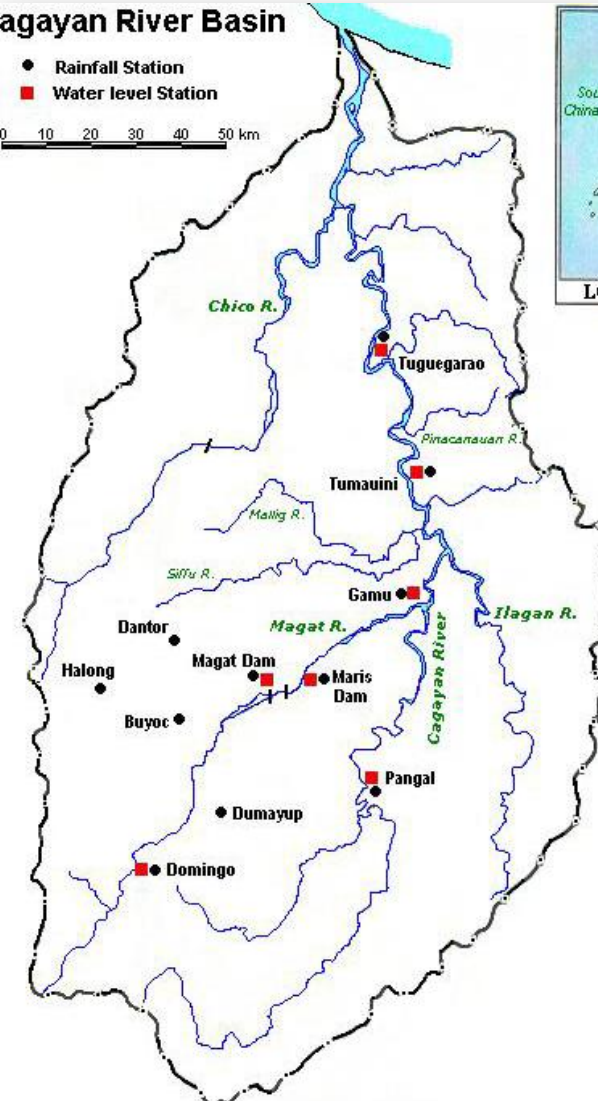 agayan River Basin
Rainfall Station
Water level Station
0 10 20 30 40 50 km
Chico R.
Tuguegarao
Pinacanauan R.
Tumauini
Mallig R.
Siffu R.
Gamu
Ilagan R.
Dantor
Magat R.
Cagayan River
Halong
Magat Dam
Maris
Dam
Buyoc
Pangal
Dumayup
Domingo
China